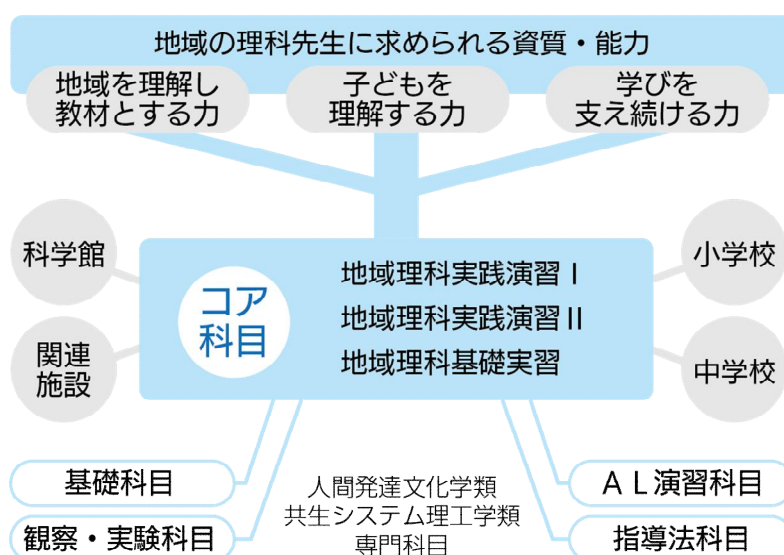 地域の理科先生に求められる資質・能力
地域を理解し
教材とする力
子どもを
理解する力
学びを
支え続ける力
科学館
関連
施設
コア
科目
地域理科実践演習Ⅰ
地域理科実践演習Ⅱ
地域理科基礎実習
小学校
中学校
基礎科目
観察・実験科目
人間発達文化学類
共生システム理工学類
専門科目
ＡＬ演習科目
指導法科目